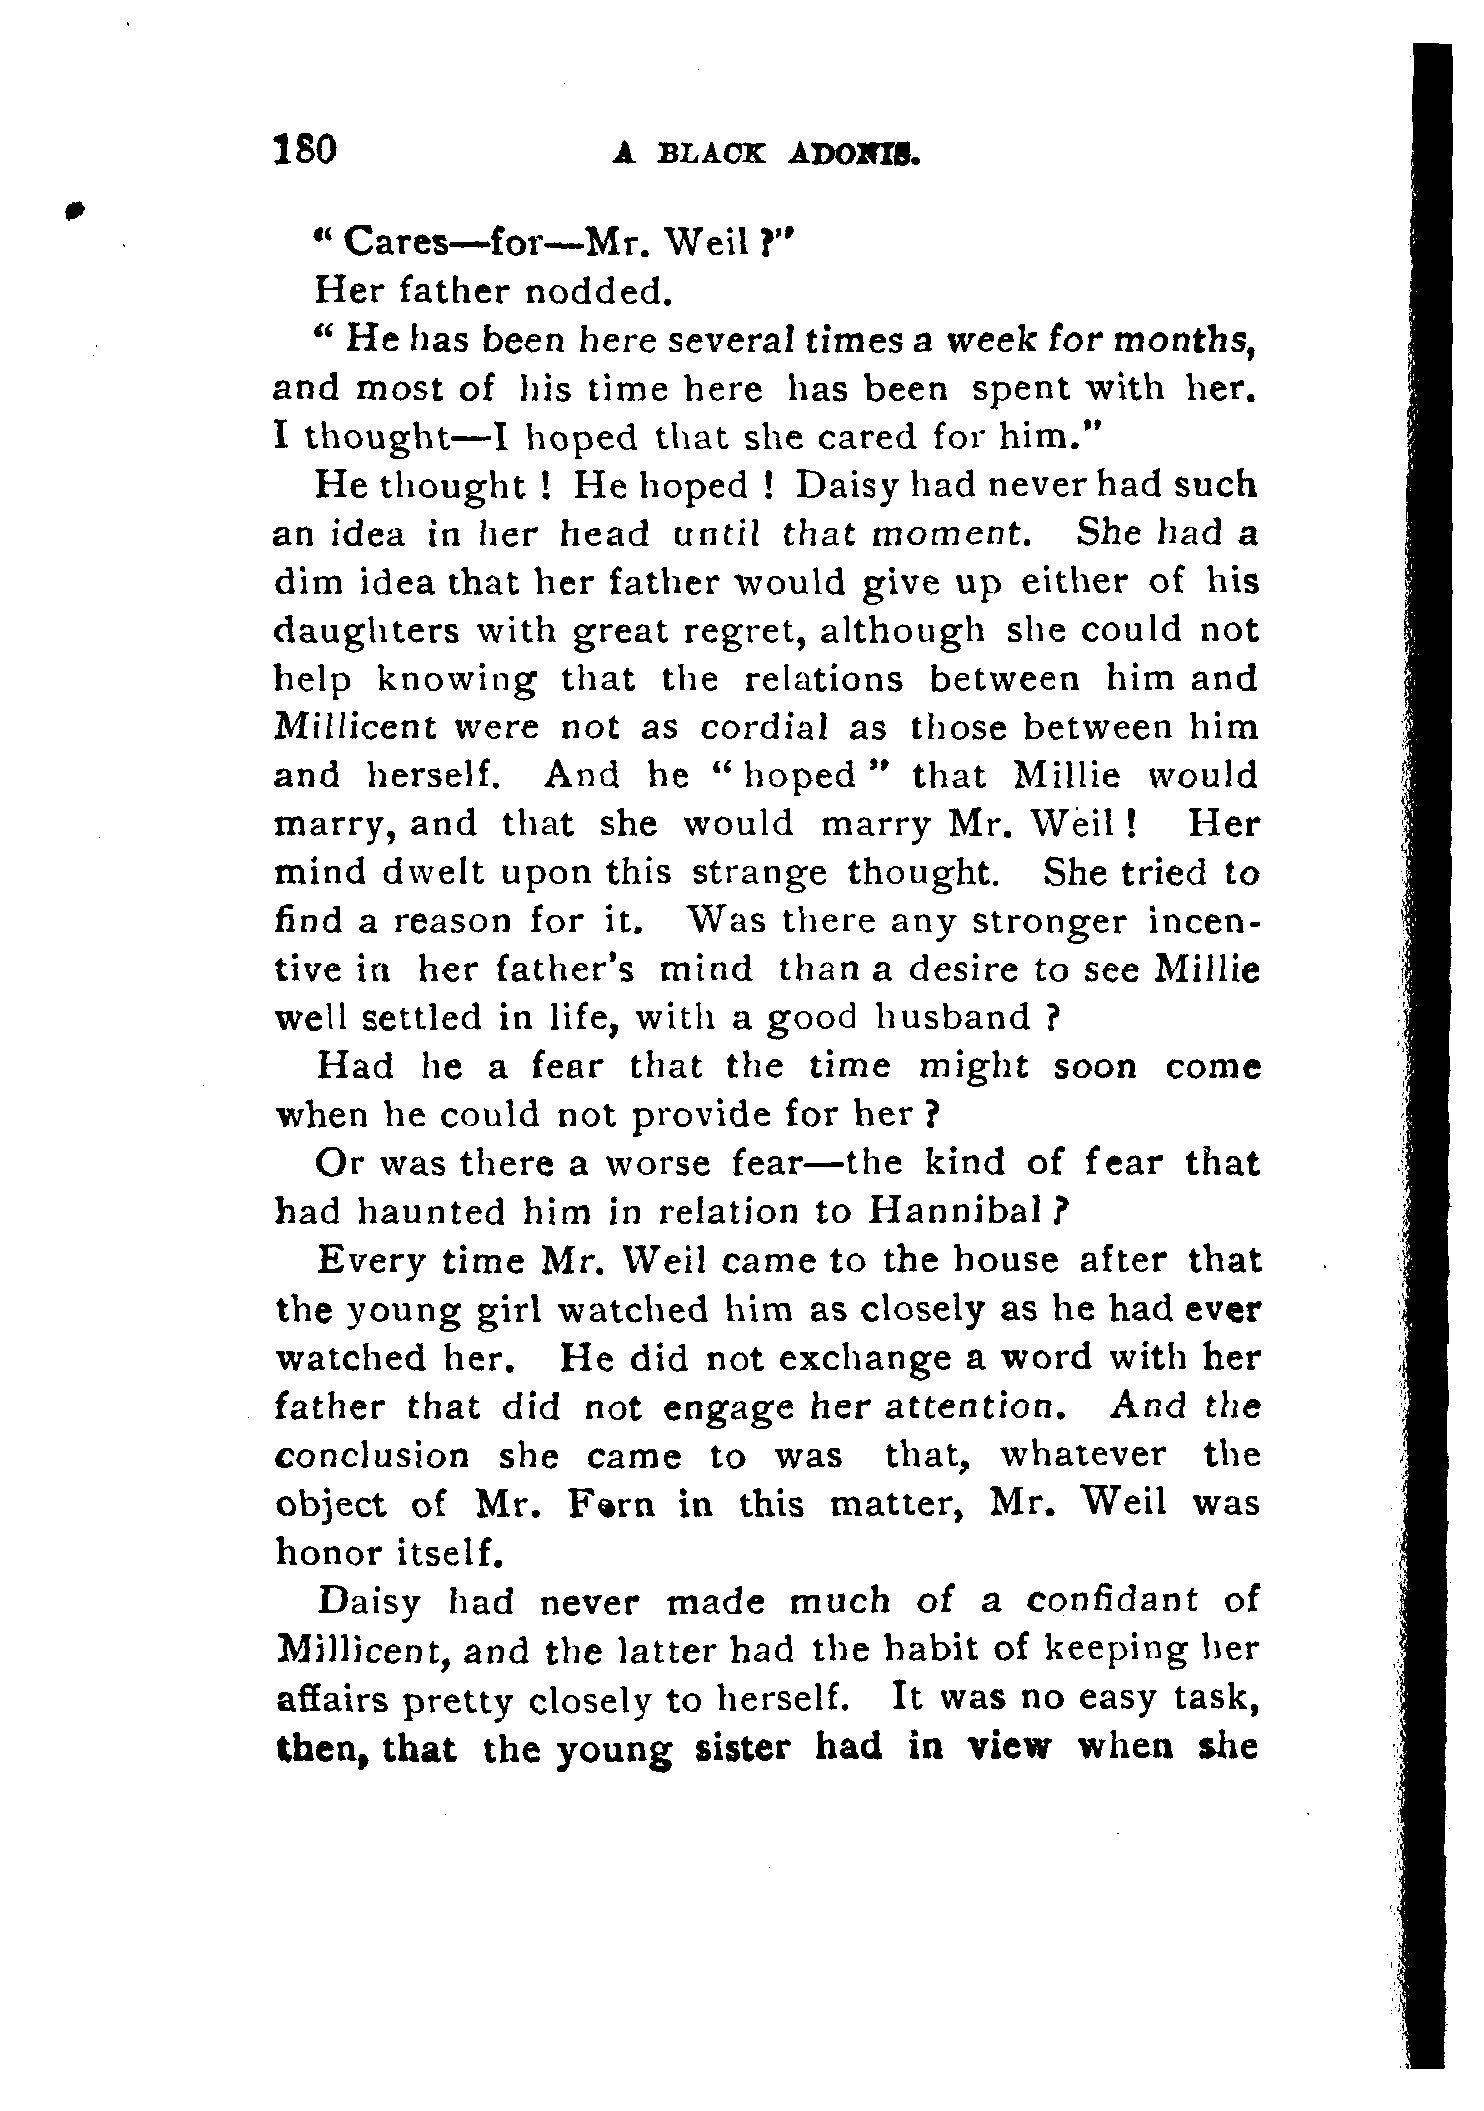 180 A BLACK ADONIS.
“ Cares—for—Mr. Weil ?”
Her father nodded.
“ He has been here several times a week for months,
and most of his time here has been spent with her.
I thought—I hoped that she cared for him.”
He thought ! He hoped ! Daisy had never had such
an idea in her head until that moment. She had a
dim idea that her father would give up either of his
daughters with great regret, although she could not
help knowing that the relations between him and
Millicent were not as cordial as those between him
and herself. And he “ hoped ” that Millie would
marry, and that she would marry Mr. Weil ! Her
mind dwelt upon this strange thought. She tried to
find a reason for it. Was there any stronger incen-
tive in her father's mind than a desire to see Millie
well settled in life, with a good husband ?
Had he a fear that the time might soon come
when he could not provide for her ?
Or was there a worse fear—the kind of fear that
had haunted him in relation to Hannibal ?
Every time Mr. Weil came to the house after that
the young girl watched him as closely as he had ever
watched her. He did not exchange a word with her
father that did not engage her attention. And the
conclusion she came to was that, whatever the
object of Mr. Fern in this matter, Mr. Weil was
honor itself.
Daisy had never made much of a confidant of
Millicent, and the latter had the habit of keeping her
affairs pretty closely to herself. It was no easy task,
then, that the young sister had in view when she